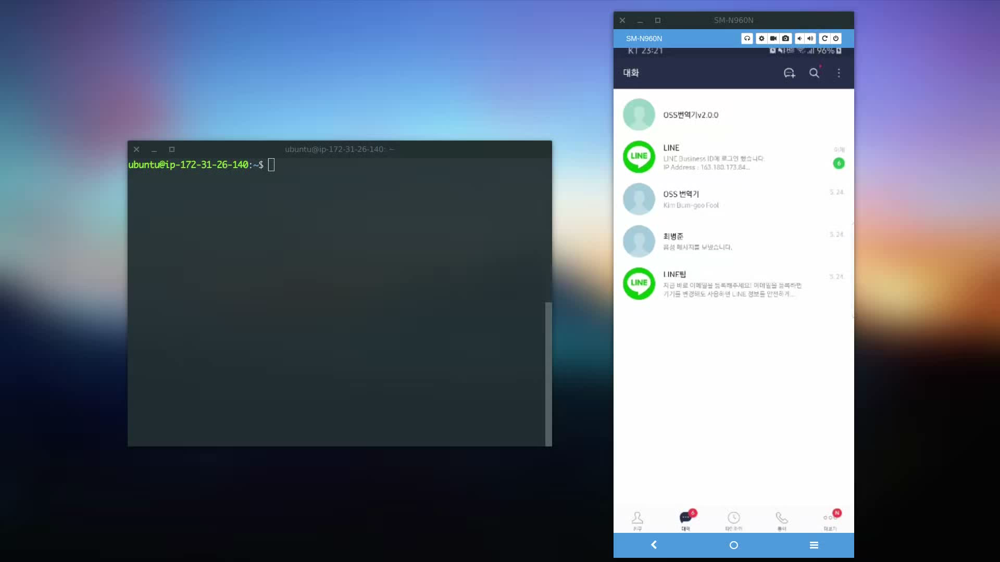 ubuntu@ip-172-31-26-140: ~
ubuntu@ip-172-31-26-140:~$
SM-N960N
SM-N960N
KT 23:21
96%
대화
OSS번역기v2.0.0
LINE
LINE
어제
LINE Business ID에 로그인 했습니다.
IP Address : 163.180.173.84...
6
OSS 번역기
5. 24.
Kim Bum-goo Fool
최병준
5. 24.
음성 메시지를 보냈습니다.
LINE
LINE팁
5. 24.
지금 바로 이메일을 등록해주세요! 이메일을 등록하면
기기를 변경해도 사용하던 LINE 정보를 안전하게...
6
N
친구
대화
타임라인
통화
더보기